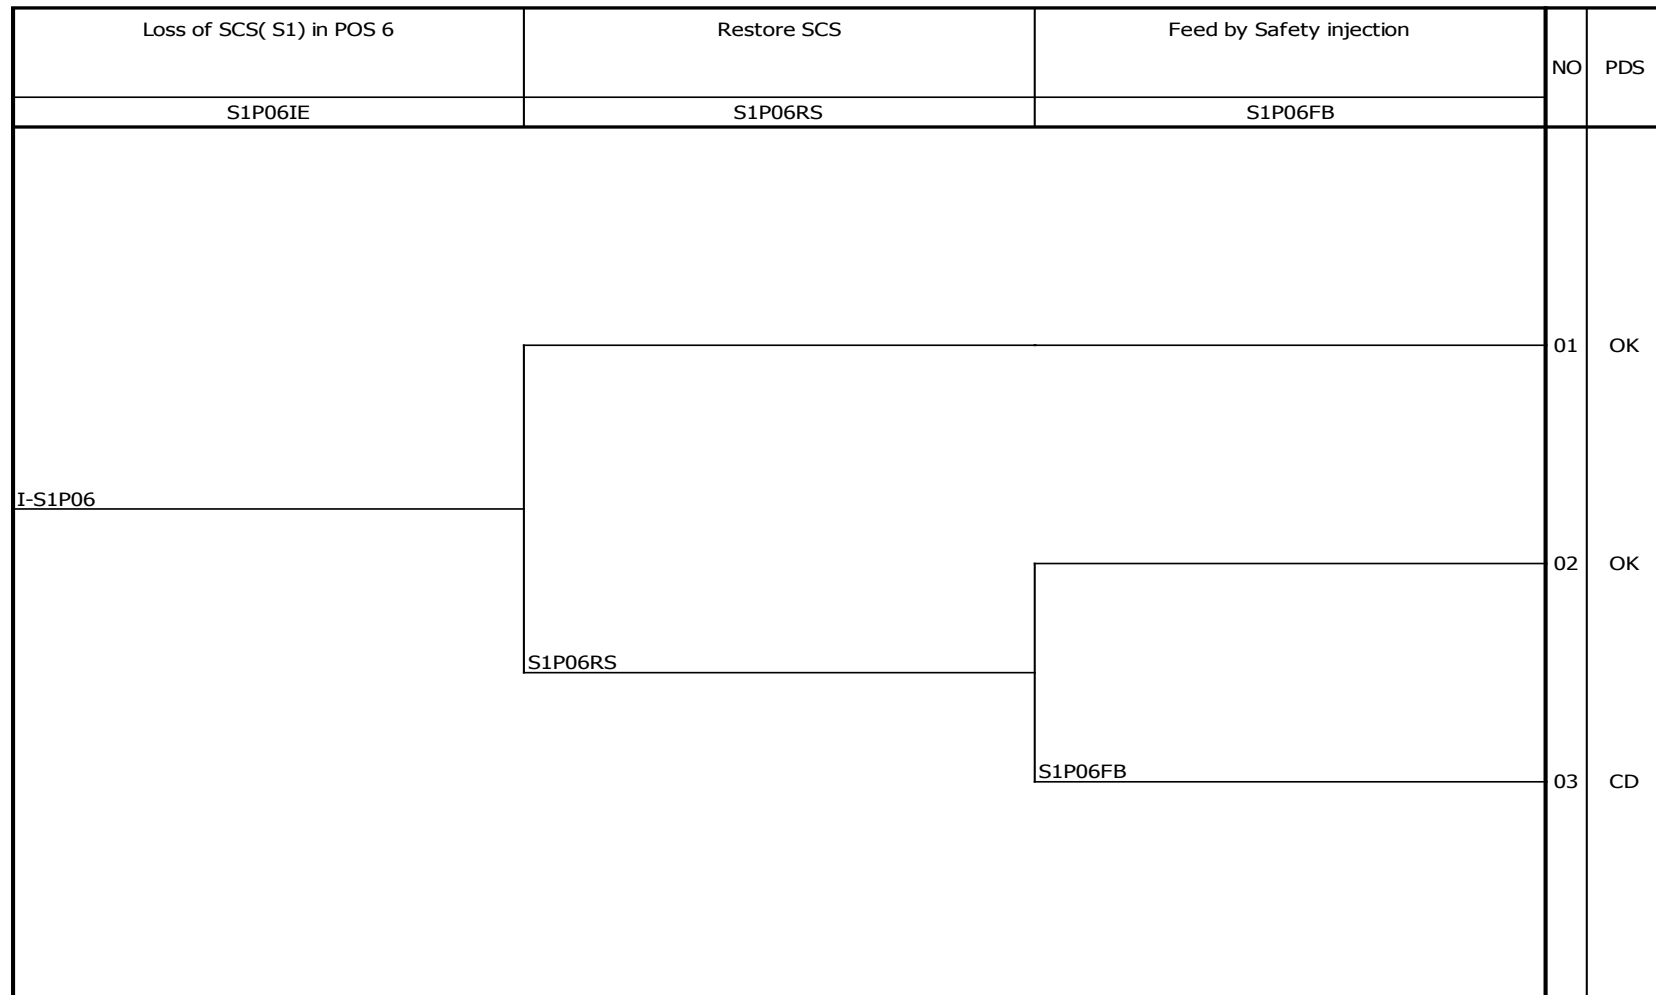 Loss of SCS( S1) in POS 6
Restore SCS
Feed by Safety injection
NO
PDS
S1P06IE
S1P06RS
S1P06FB
01
OK
I-S1P06
02
OK
S1P06RS
S1P06FB
03
CD